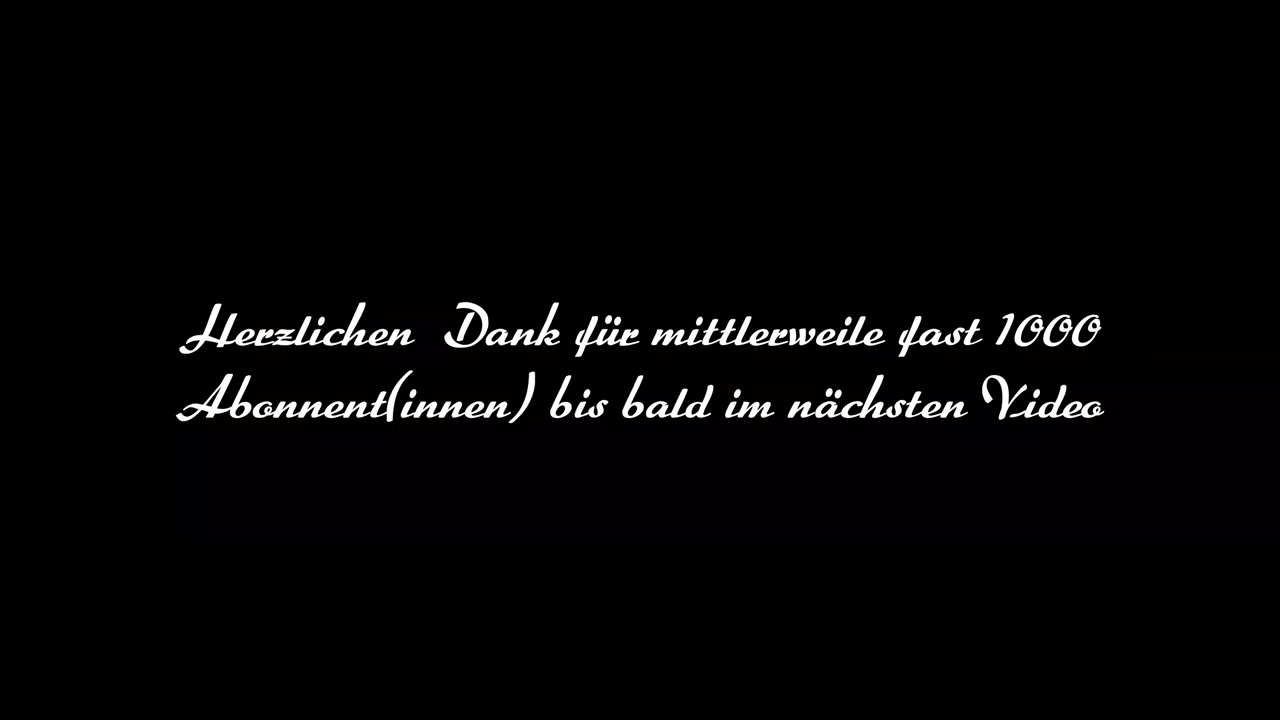 Herzlichen Dank für mittlerweile fast 1000
Abonnent(innen) bis bald im nächsten Video